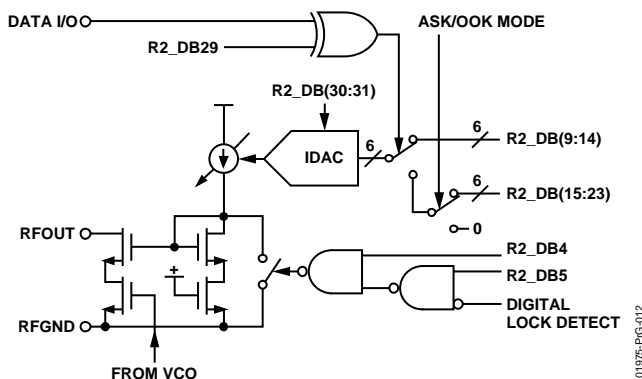 DATA I/O
ASK/OOK MODE
R2_DB29
R2_DB(30:31)
6
IDAC
6
R2_DB(9:14)
6
R2_DB(15:23)
0
RFOUT
+
R2_DB4
R2_DB5
DIGITAL
LOCK DETECT
RFGND
FROM VCO
01975-PrG-012